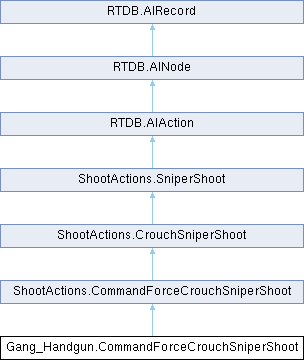 RTDB.AIRecord
RTDB.AINode
RTDB.AIAction
ShootActions.SniperShoot
ShootActions.CrouchSniperShoot
ShootActions.CommandForceCrouchSniperShoot
Gang_Handgun.CommandForceCrouchSniperShoot